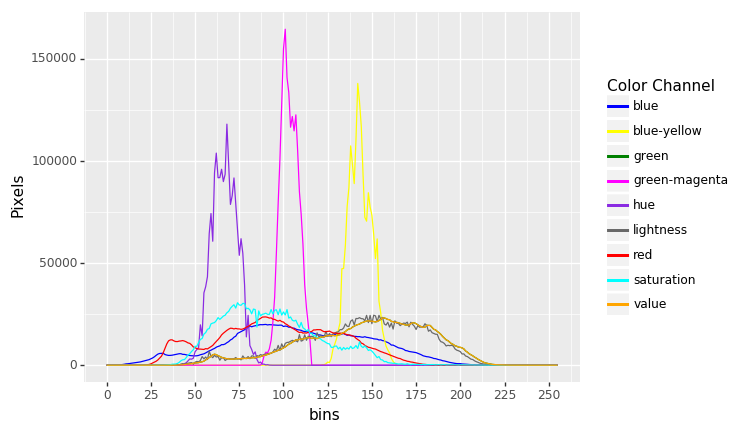 150000
100000
50000
0
Pixels
0 25 50 75 100 125 150 175 200 225 250
bins
Color Channel
blue
blue-yellow
green
green-magenta
hue
lightness
red
saturation
value